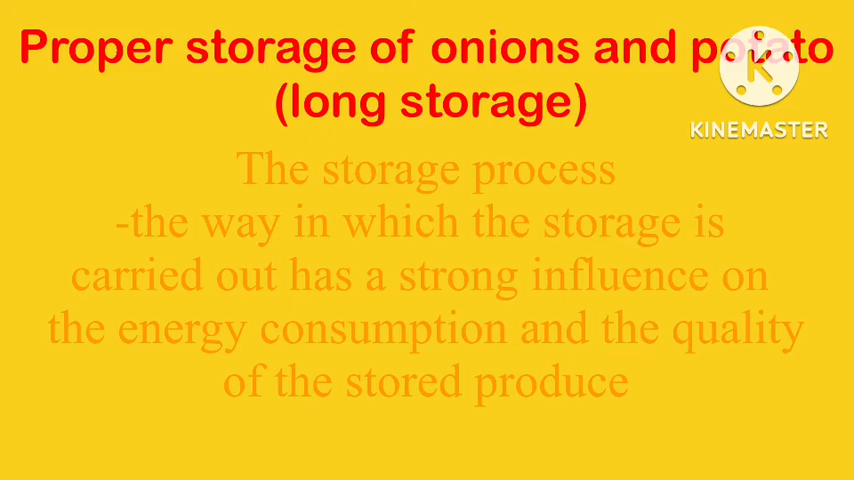 Proper storage of onions and potato
(long storage)
KINEMASTER
The storage process
-the way in which the storage is
carried out has a strong influence on
the energy consumption and the quality
of the stored produce